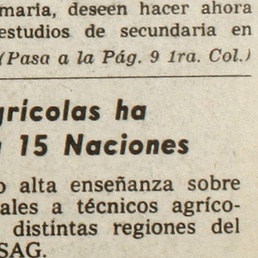 maria, deseen hacer ahora
estudios de secundaria en
(Pasa a la Pág. 9 1ra. Col.)
grícolas ha
15 Naciones
o alta enseñanza sobre
ales a técnicos agríco-
distintas regiones del
SAG.